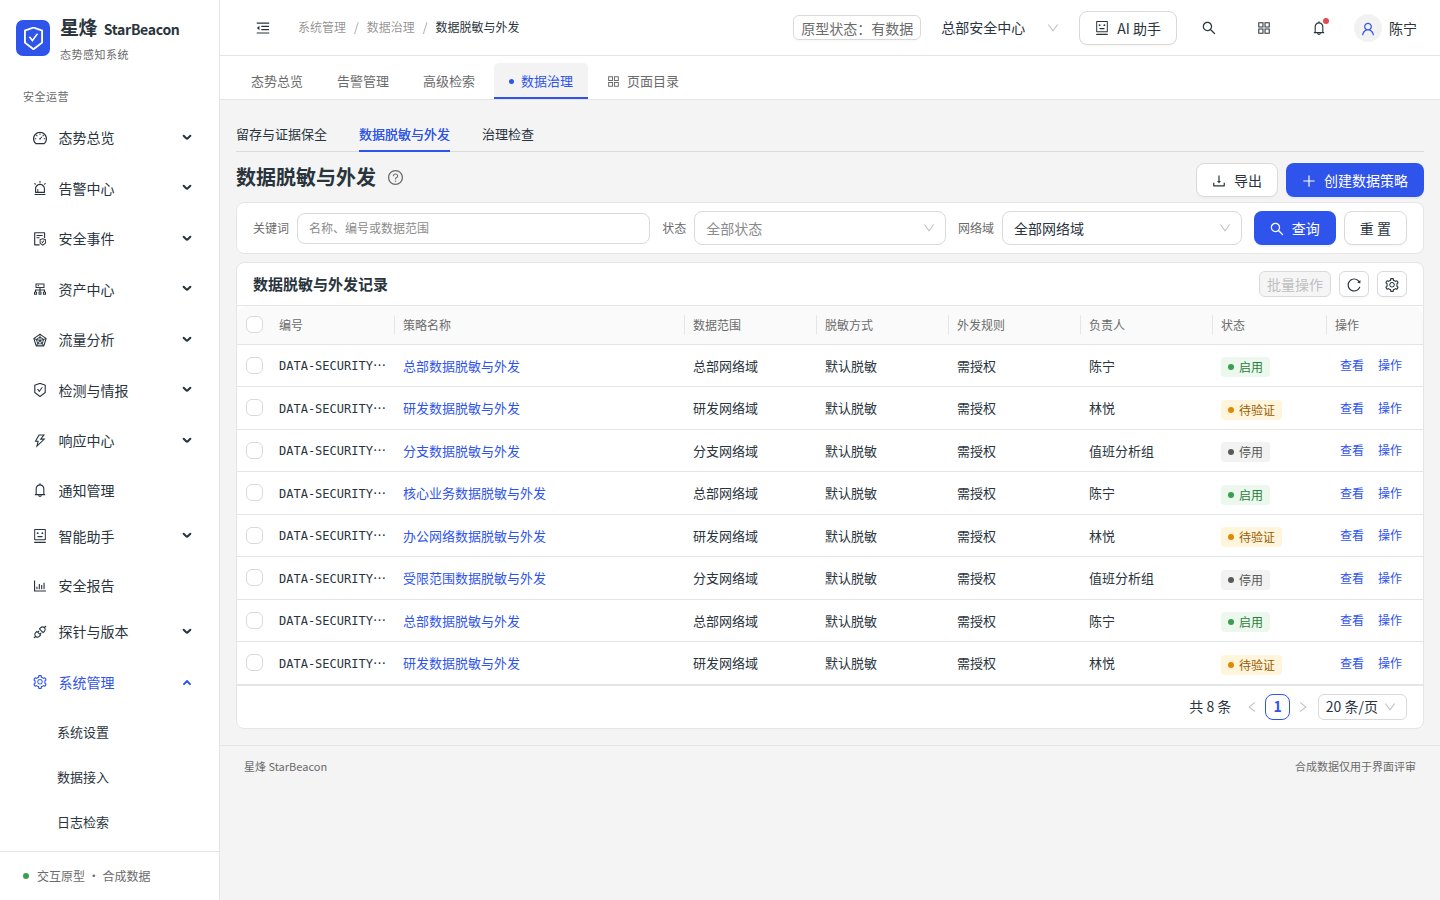 星烽 StarBeacon
态势感知系统
系统管理 / 数据治理 / 数据脱敏与外发
原型状态：有数据
总部安全中心
AI 助手
陈宁
安全运营
态势总览
告警中心
安全事件
资产中心
流量分析
检测与情报
响应中心
通知管理
智能助手
安全报告
探针与版本
系统管理
系统设置
数据接入
日志检索
交互原型 · 合成数据
态势总览 告警管理 高级检索 数据治理 页面目录
留存与证据保全 数据脱敏与外发 治理检查
数据脱敏与外发
导出 创建数据策略
关键词 名称、编号或数据范围 状态 全部状态 网络域 全部网络域 查询 重 置
数据脱敏与外发记录
批量操作
编号 策略名称 数据范围 脱敏方式 外发规则 负责人 状态 操作
DATA-SECURITY··· 总部数据脱敏与外发 总部网络域 默认脱敏 需授权 陈宁 启用 查看 操作
DATA-SECURITY··· 研发数据脱敏与外发 研发网络域 默认脱敏 需授权 林悦 待验证 查看 操作
DATA-SECURITY··· 分支数据脱敏与外发 分支网络域 默认脱敏 需授权 值班分析组 停用 查看 操作
DATA-SECURITY··· 核心业务数据脱敏与外发 总部网络域 默认脱敏 需授权 陈宁 启用 查看 操作
DATA-SECURITY··· 办公网络数据脱敏与外发 研发网络域 默认脱敏 需授权 林悦 待验证 查看 操作
DATA-SECURITY··· 受限范围数据脱敏与外发 分支网络域 默认脱敏 需授权 值班分析组 停用 查看 操作
DATA-SECURITY··· 总部数据脱敏与外发 总部网络域 默认脱敏 需授权 陈宁 启用 查看 操作
DATA-SECURITY··· 研发数据脱敏与外发 研发网络域 默认脱敏 需授权 林悦 待验证 查看 操作
共 8 条 1 20 条/页
星烽 StarBeacon
合成数据仅用于界面评审